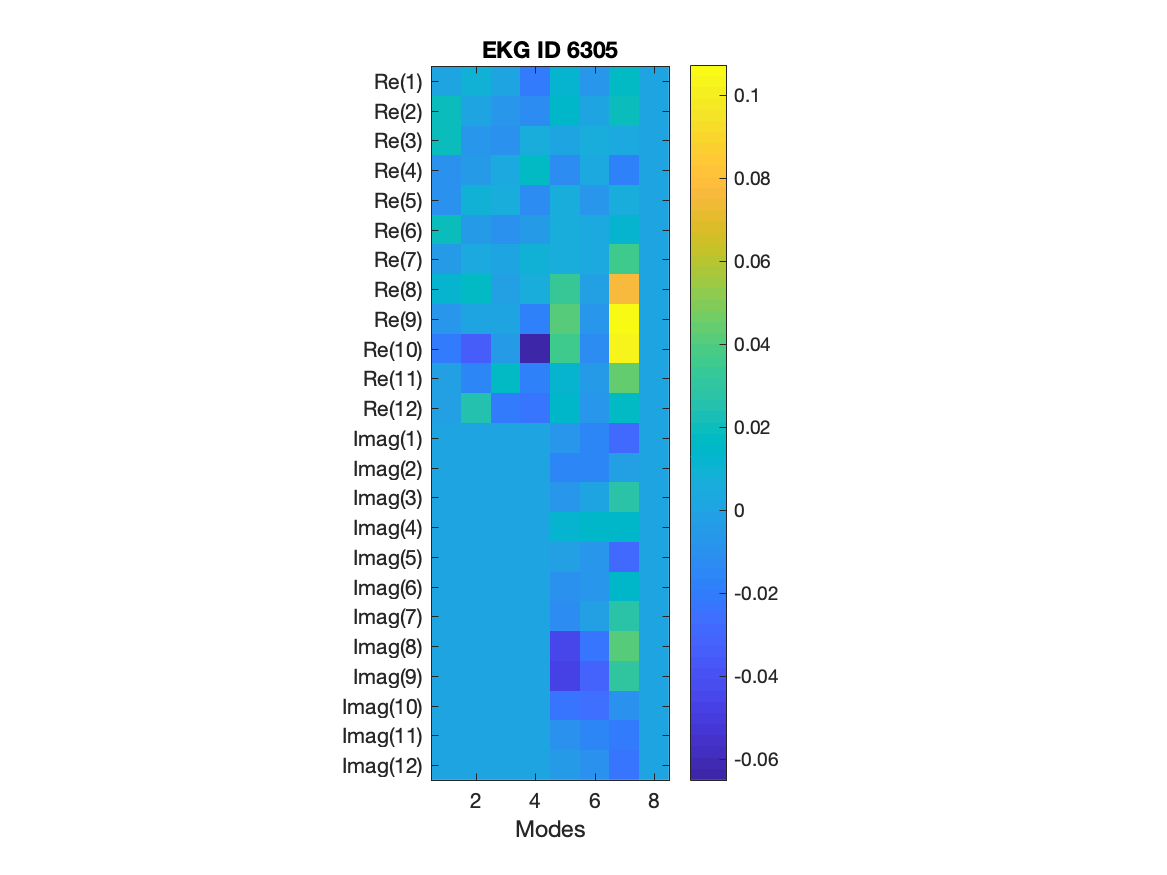 EKG ID 6305
Re(1)
Re(2)
Re(3)
Re(4)
Re(5)
Re(6)
Re(7)
Re(8)
Re(9)
Re(10)
Re(11)
Re(12)
Imag(1)
Imag(2)
Imag(3)
Imag(4)
Imag(5)
Imag(6)
Imag(7)
Imag(8)
Imag(9)
Imag(10)
Imag(11)
Imag(12)
2 4 6 8
Modes
0.1
0.08
0.06
0.04
0.02
0
-0.02
-0.04
-0.06